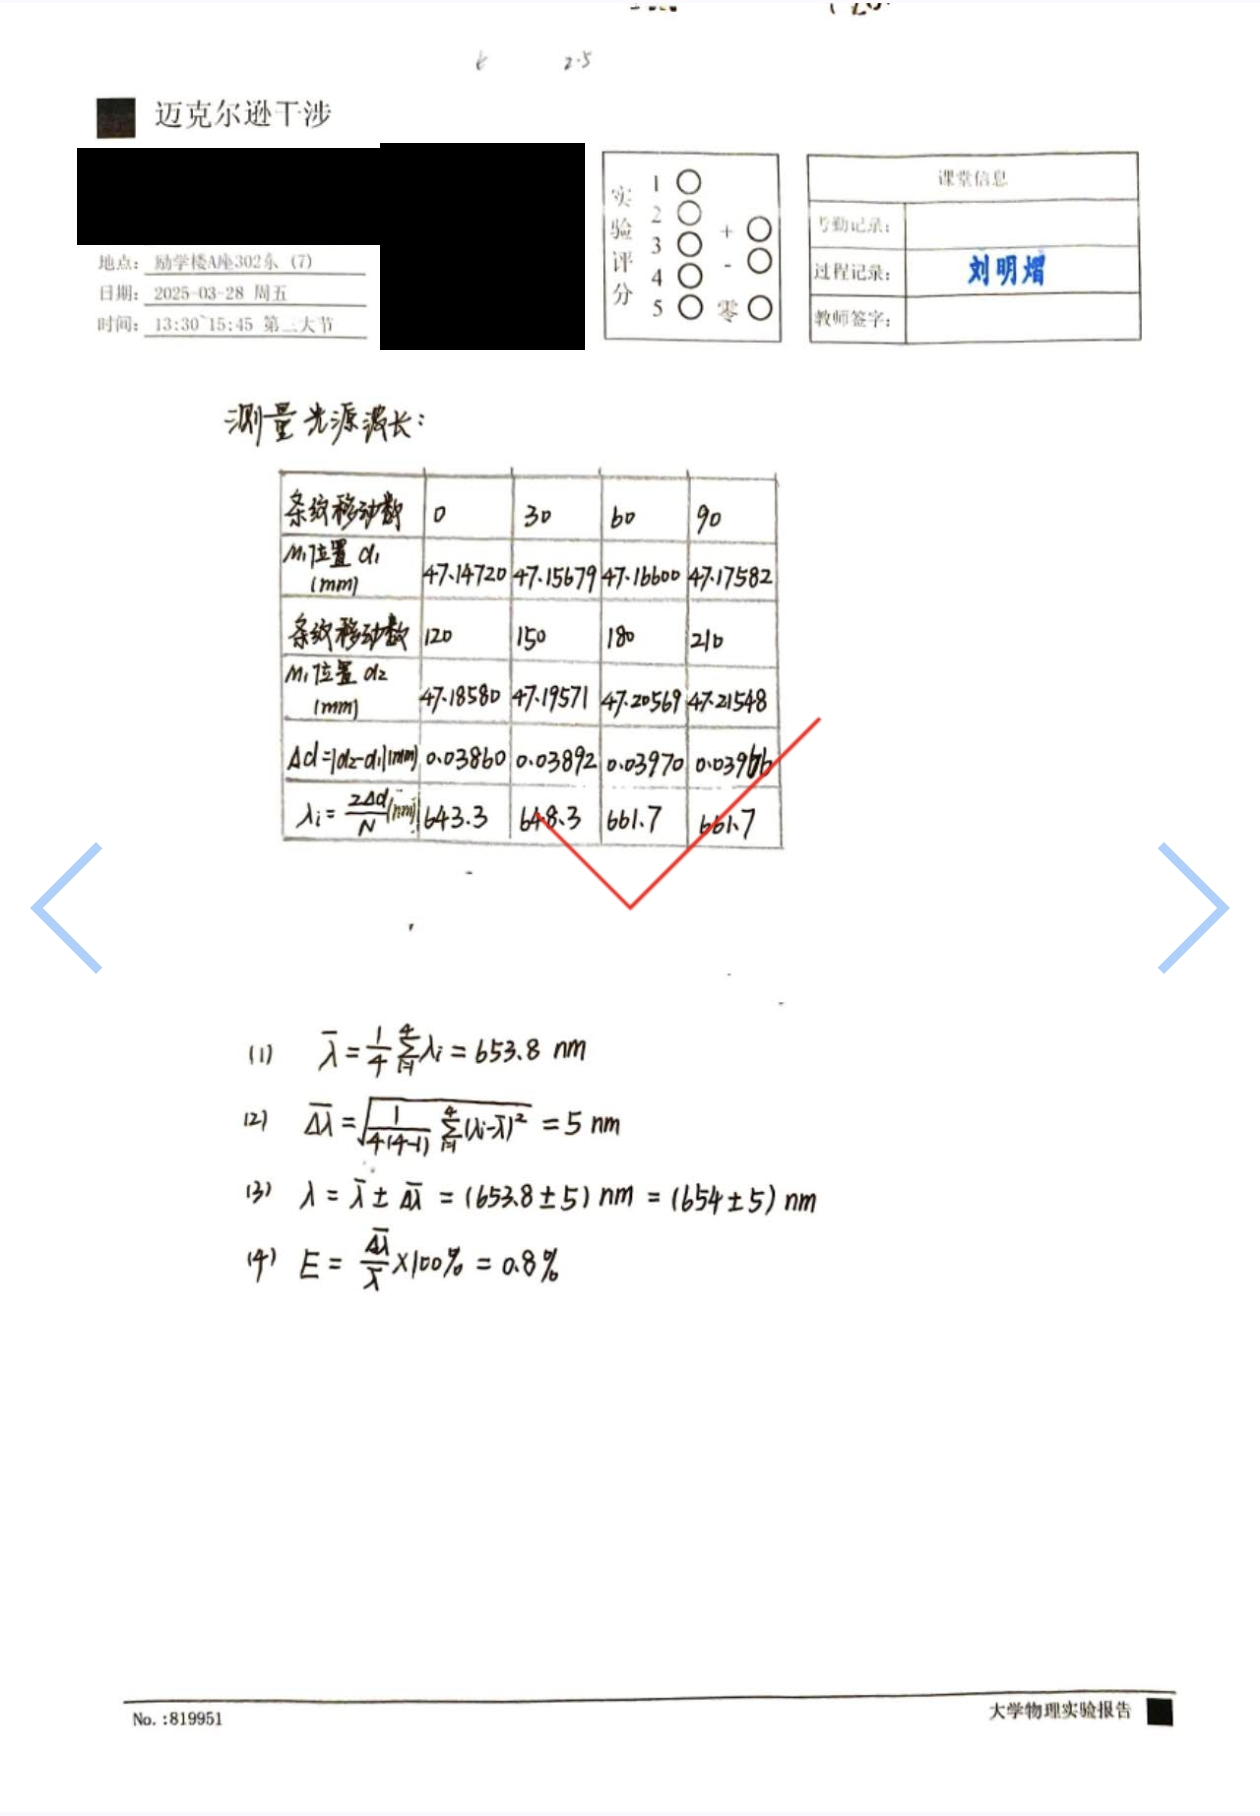 迈克尔逊干涉
地点: 励学楼A座302东 (7)
日期: 2025-03-28 周五
时间: 13:30~15:45 第三大节
实验评分
1
2
3
4
5
+
-
零
课堂信息
考勤记录:
过程记录: 刘明熠
教师签字:
测量光源波长:
条纹移动数 0 30 60 90
M₁位置 d₁ (mm) 47.14720 47.15679 47.16600 47.17582
条纹移动数 120 150 180 210
M₁位置 d₂ (mm) 47.18580 47.19571 47.20569 47.21548
Δd=|d₂-d₁|(mm) 0.03860 0.03892 0.03970 0.03966
λᵢ=2Δd/N(nm) 643.3 648.3 661.7 661.7
(1) λ̄ = 1/4 Σ⁴ᵢ₌₁ λᵢ = 653.8 nm
(2) Δλ̄ = √(1/(4(4-1)) Σ⁴ᵢ₌₁ (λᵢ-λ̄)²) = 5 nm
(3) λ = λ̄ ± Δλ̄ = (653.8±5) nm = (654±5) nm
(4) E = Δλ̄/λ̄ ×100% = 0.8%
No.:819951
大学物理实验报告